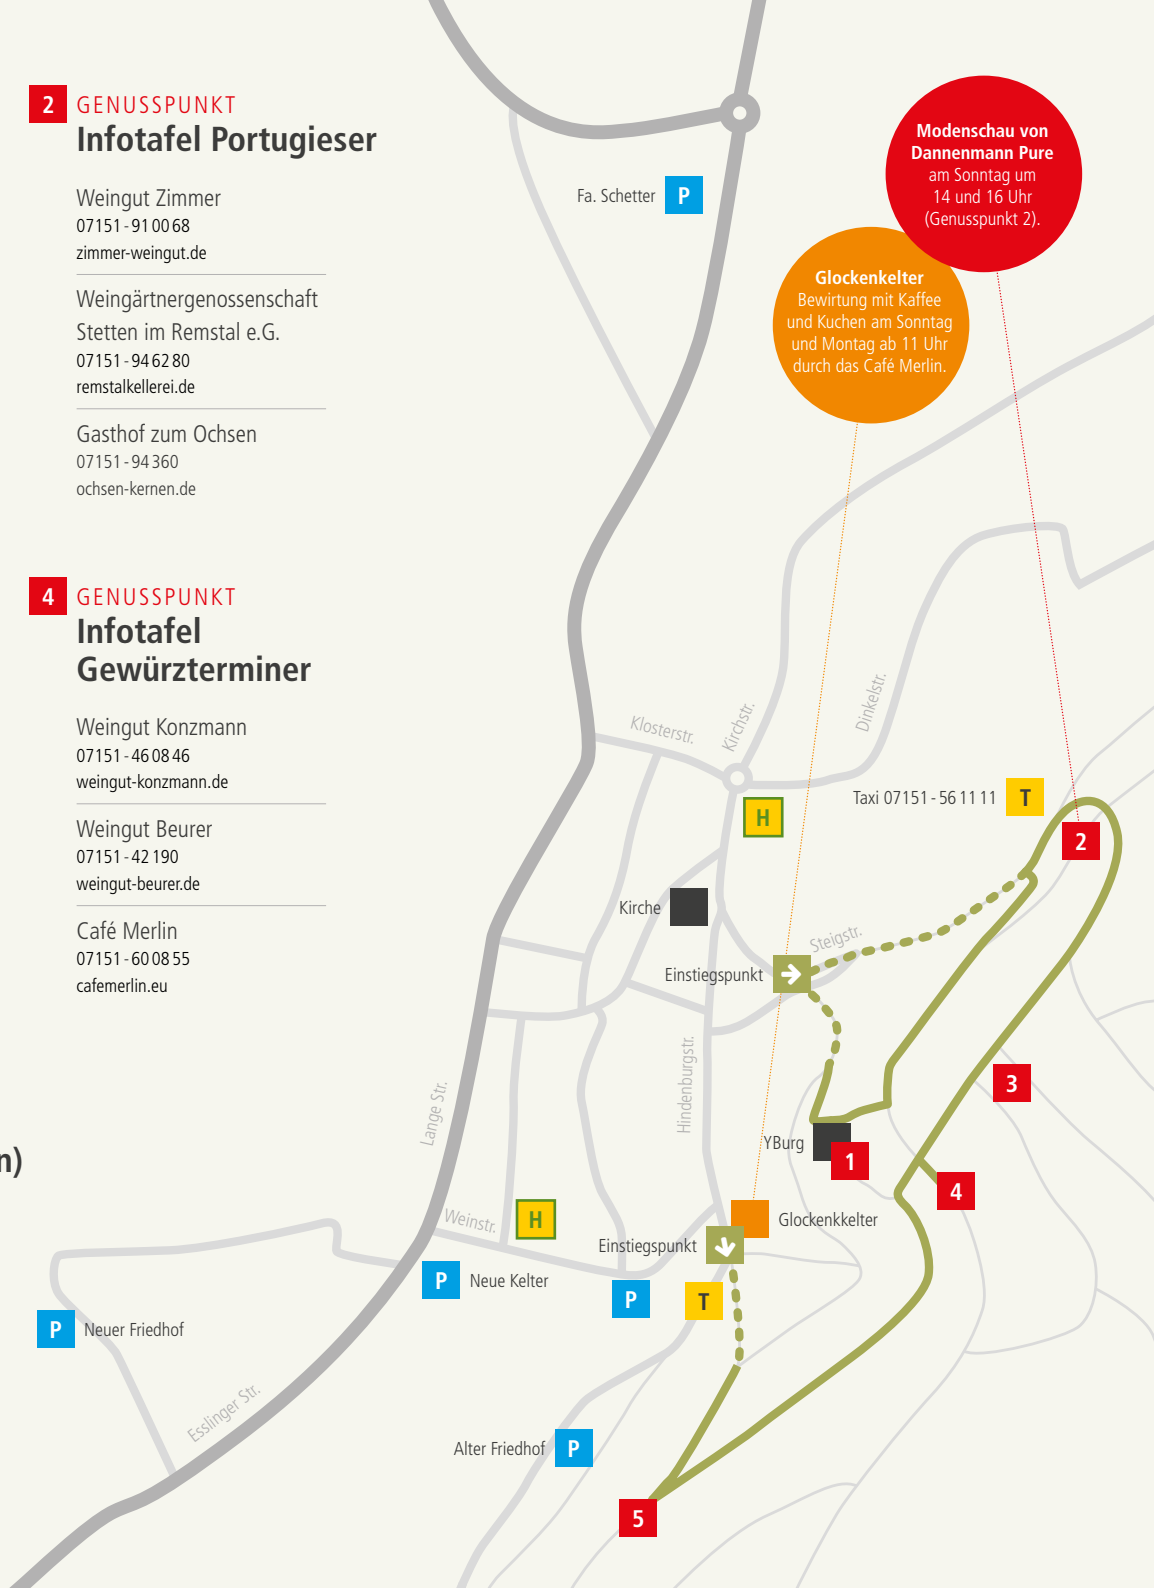 2 GENUSSPUNKT
Infotafel Portugieser
Weingut Zimmer
07151 - 91 00 68
zimmer-weingut.de
Weingärtnergenossenschaft
Stetten im Remstal e.G.
07151 - 94 62 80
remstalkellerei.de
Gasthof zum Ochsen
07151 - 94 360
ochsen-kernen.de
4 GENUSSPUNKT
Infotafel
Gewürzterminer
Weingut Konzmann
07151 - 46 08 46
weingut-konzmann.de
Weingut Beurer
07151 - 42 190
weingut-beurer.de
Café Merlin
07151 - 60 08 55
cafemerlin.eu
n)
Modenschau von
Dannenmann Pure
am Sonntag um
14 und 16 Uhr
(Genusspunkt 2).
Fa. Schetter P
Glockenkelter
Bewirtung mit Kaffee
und Kuchen am Sonntag
und Montag ab 11 Uhr
durch das Café Merlin.
Klosterstr.
Kirchstr.
Dinkelstr.
Taxi 07151 - 56 11 11 T
H
2
Kirche
Steigstr.
Einstiegspunkt
Hindenburgstr.
Lange Str.
3
YBurg
1
4
Weinstr.
H
Glockenkkelter
Einstiegspunkt
P Neue Kelter
P
T
P Neuer Friedhof
Esslinger Str.
Alter Friedhof P
5